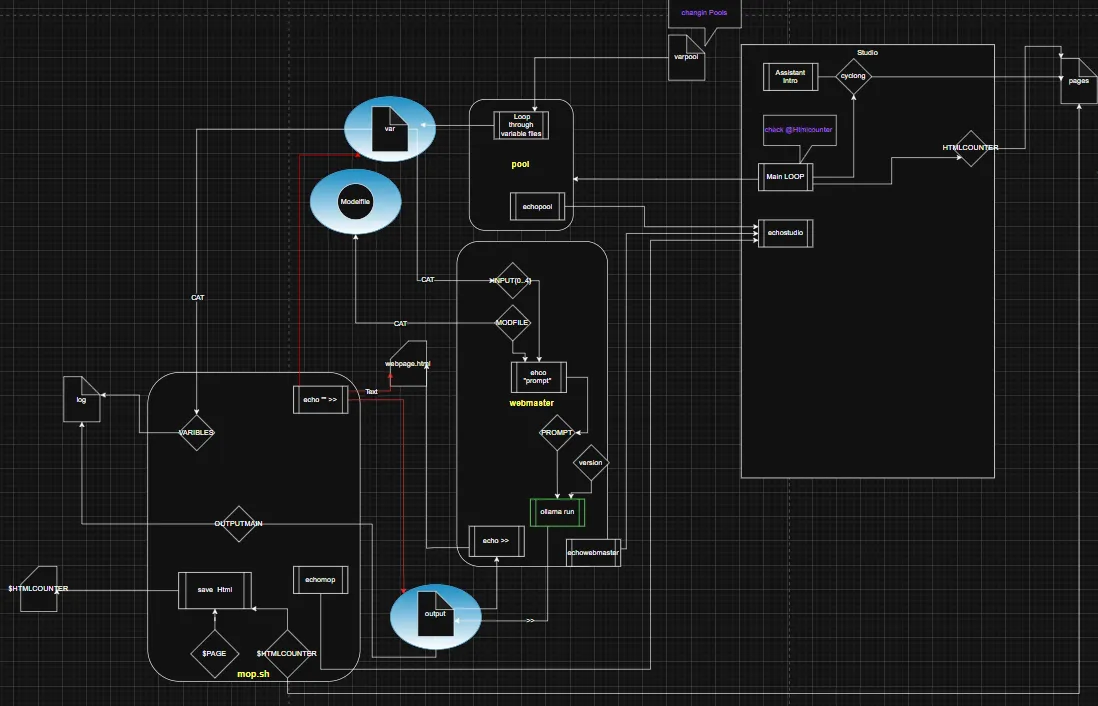 changin Pools
Studio
varpool
Assistant
Intro
cyclong
pages
Loop
through
variable files
var
check @Htmlcounter
HTMLCOUNTER
pool
Main LOOP
Modelfile
echopool
echostudio
CAT
INPUT(0..4)
CAT
CAT
MODFILE
webpage.html
ehco
"prompt"
Text
echo "" >>
log
webmaster
VARIBLES
PROMPT
version
ollama run
OUTPUTMAIN
echo >>
echowebmaster
echomop
$HTMLCOUNTER
save Html
output
>>
$PAGE
$HTMLCOUNTER
mop.sh